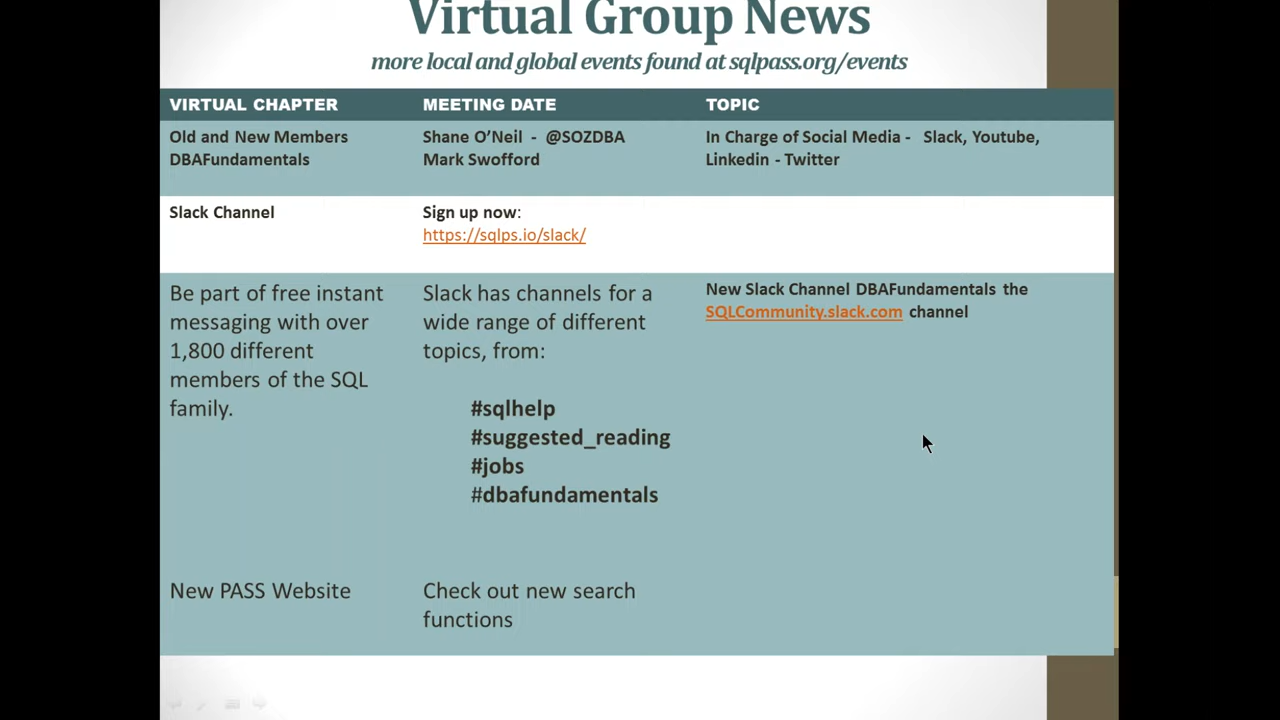 Virtual Group News
more local and global events found at sqlpass.org/events
VIRTUAL CHAPTER MEETING DATE TOPIC
Old and New Members
DBAFundamentals
Shane O’Neil - @SOZDBA
Mark Swofford
In Charge of Social Media - Slack, Youtube,
Linkedin - Twitter
Slack Channel
Sign up now:
https://sqlps.io/slack/
Be part of free instant
messaging with over
1,800 different
members of the SQL
family.
Slack has channels for a
wide range of different
topics, from:
#sqlhelp
#suggested_reading
#jobs
#dbafundamentals
New Slack Channel DBAFundamentals the
SQLCommunity.slack.com channel
New PASS Website
Check out new search
functions